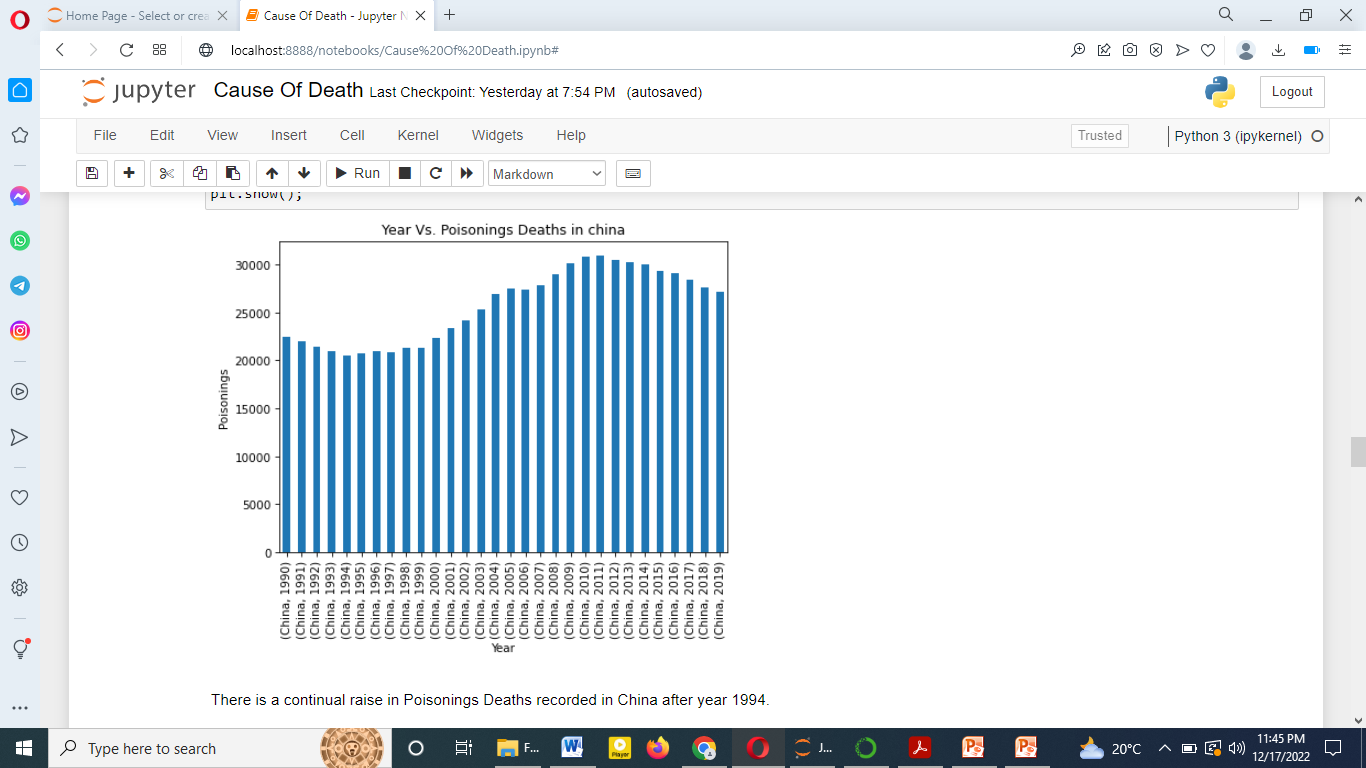 Home Page - Select or crea
Cause Of Death - Jupyter N
localhost:8888/notebooks/Cause%20Of%20Death.ipynb#
jupyter Cause Of Death Last Checkpoint: Yesterday at 7:54 PM (autosaved)
Logout
File Edit View Insert Cell Kernel Widgets Help
Trusted Python 3 (ipykernel)
Run Markdown
plt.show();
Year Vs. Poisonings Deaths in china
30000
25000
20000
15000
10000
5000
0
Poisonings
(China, 1990)
(China, 1991)
(China, 1992)
(China, 1993)
(China, 1994)
(China, 1995)
(China, 1996)
(China, 1997)
(China, 1998)
(China, 1999)
(China, 2000)
(China, 2001)
(China, 2002)
(China, 2003)
(China, 2004)
(China, 2005)
(China, 2006)
(China, 2007)
(China, 2008)
(China, 2009)
(China, 2010)
(China, 2011)
(China, 2012)
(China, 2013)
(China, 2014)
(China, 2015)
(China, 2016)
(China, 2017)
(China, 2018)
(China, 2019)
Year
There is a continual raise in Poisonings Deaths recorded in China after year 1994.
Type here to search
F...
W
Player
J...
P
P
20°C
11:45 PM
12/17/2022